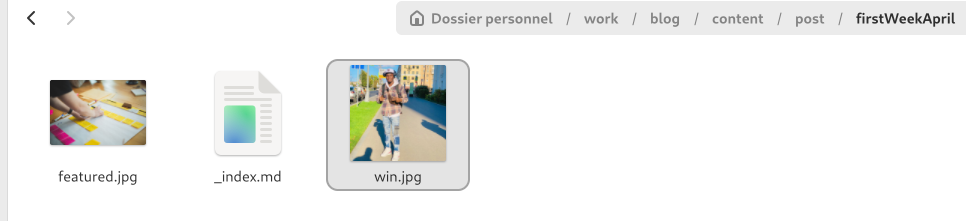 Dossier personnel / work / blog / content / post / firstWeekApril
featured.jpg
_index.md
win.jpg